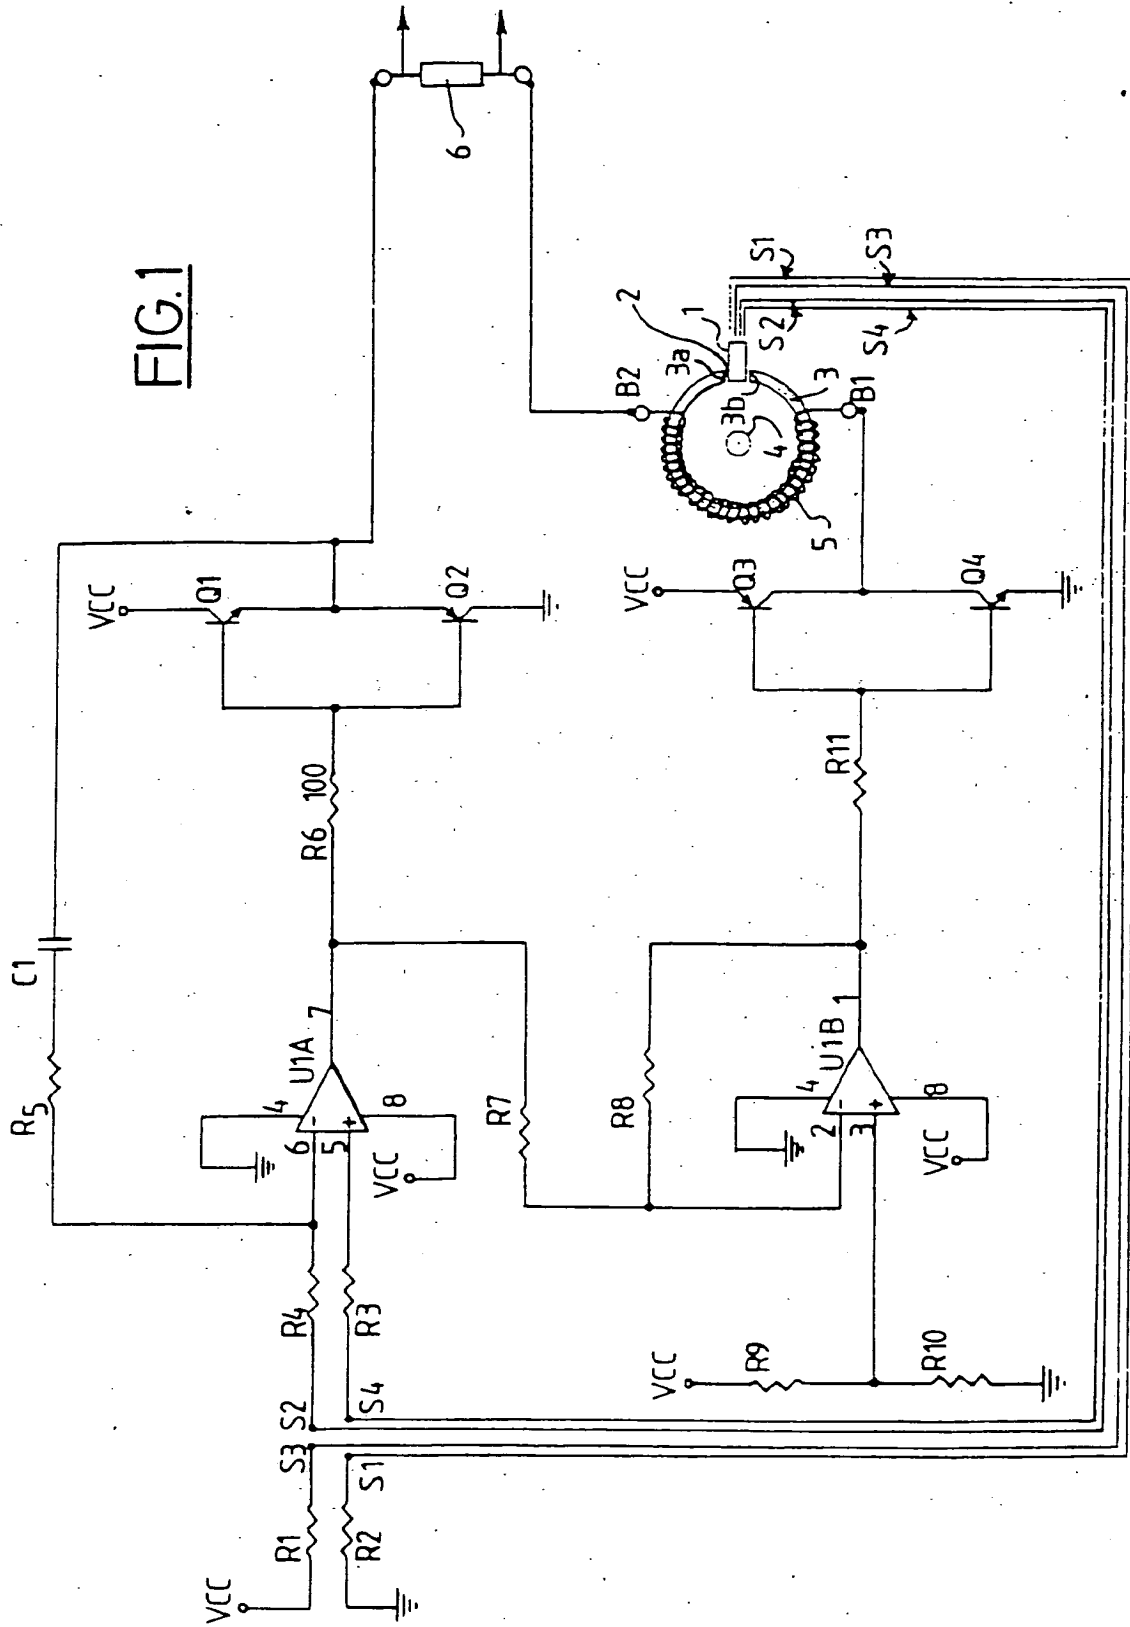 FIG.1
6
C1
R5
VCC
Q1
Q2
R6 100
U1A
7
4
6
-
5
+
8
VCC
R4
R3
S2
S4
S3
S1
R1
R2
VCC
R7
R8
VCC
Q3
Q4
R11
U1B
1
4
2
-
3
+
8
VCC
VCC
R9
R10
B2
2
1
3a
3b
3
B1
4
5
S1
S3
S2
S4